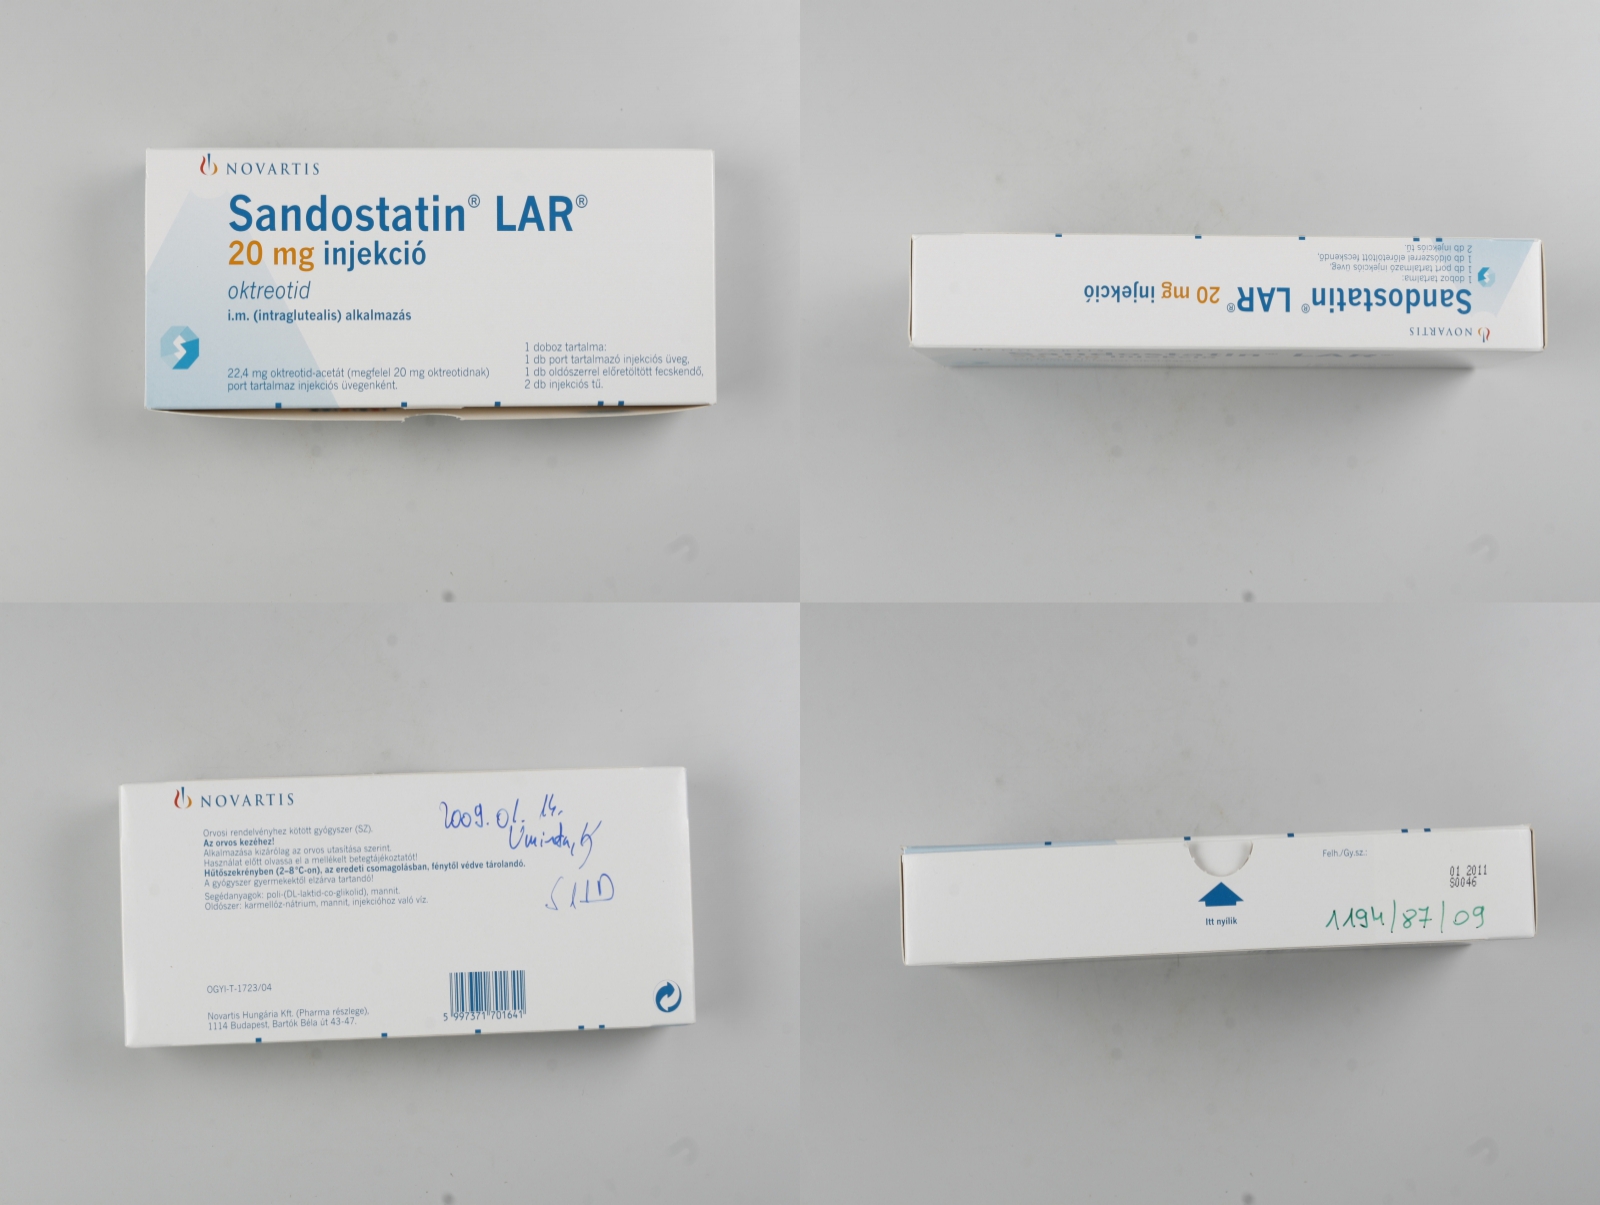 NOVARTIS
Sandostatin® LAR®
20 mg injekció
oktreotid
i.m. (intraglutealis) alkalmazás
22,4 mg oktreotid-acetát (megfelel 20 mg oktreotidnak)
port tartalmaz injekciós üvegenként.
1 doboz tartalma:
1 db port tartalmazó injekciós üveg,
1 db oldószerrel előretöltött fecskendő,
2 db injekciós tű.
NOVARTIS
Sandostatin® LAR® 20 mg injekció
1 doboz tartalma:
1 db port tartalmazó injekciós üveg,
1 db oldószerrel előretöltött fecskendő,
2 db injekciós tű.
NOVARTIS
Orvosi rendelvényhez kötött gyógyszer (SZ).
Az orvos kezéhez!
Alkalmazása kizárólag az orvos utasítása szerint.
Használat előtt olvassa el a mellékelt betegtájékoztatót!
Hűtőszekrényben (2–8°C-on), az eredeti csomagolásban, fénytől védve tárolandó.
A gyógyszer gyermekektől elzárva tartandó!
Segédanyagok: poli-(DL-laktid-co-glikolid), mannit.
Oldószer: karmellóz-nátrium, mannit, injekcióhoz való víz.
2009. 01. 14.
OGYI-T-1723/04
Novartis Hungária Kft. (Pharma részlege),
1114 Budapest, Bartók Béla út 43-47.
5 997371 701641
Felh./Gy.sz.:
01 2011
S0046
Itt nyílik
1194/87/09